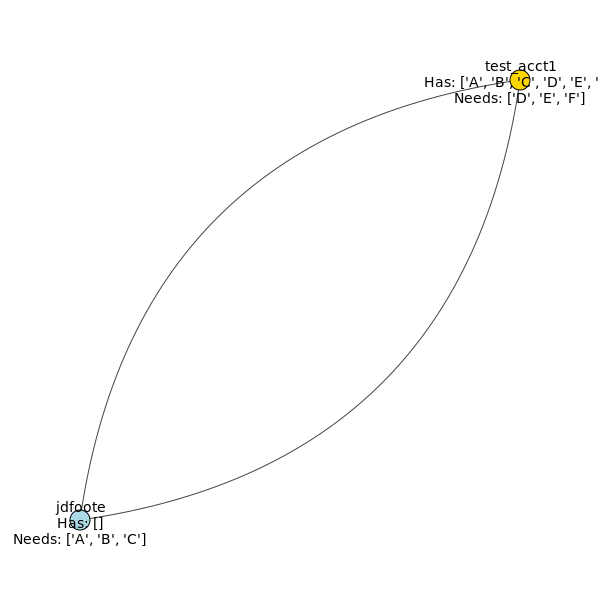 test_acct1
Has: ['A', 'B', 'C', 'D', 'E', '
Needs: ['D', 'E', 'F']
jdfoote
Has: []
Needs: ['A', 'B', 'C']